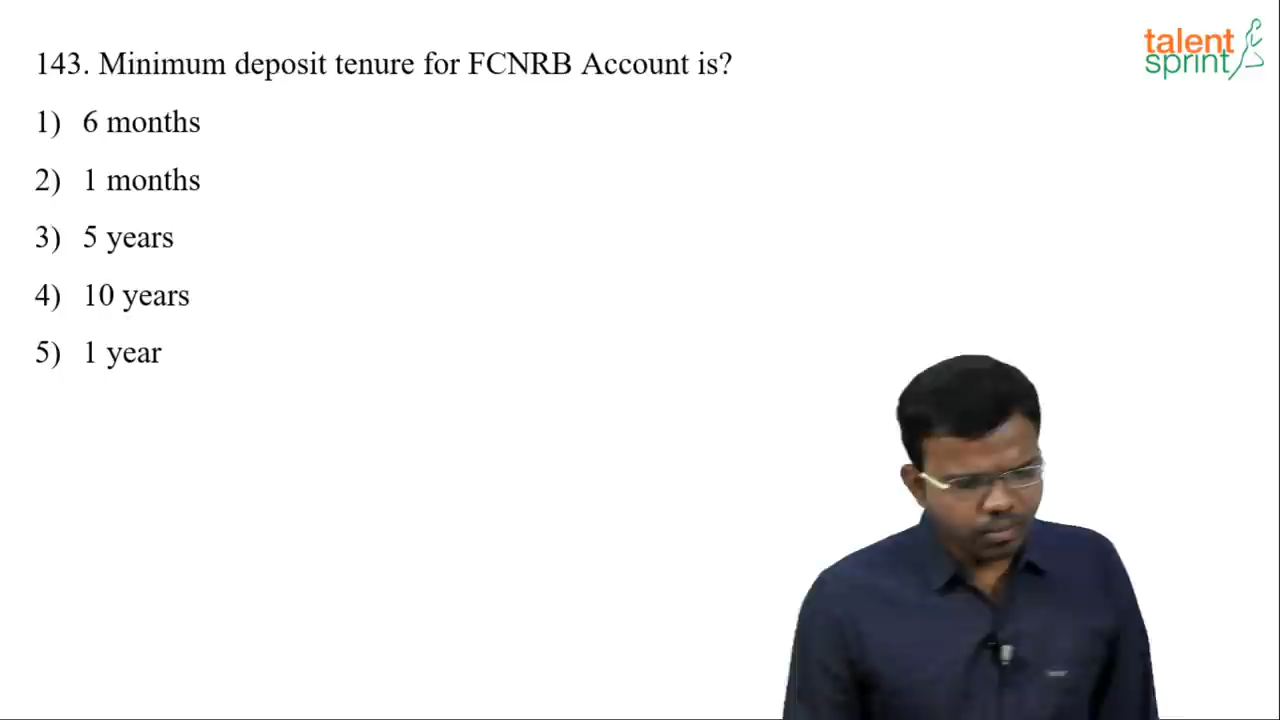 talent
sprint
143. Minimum deposit tenure for FCNRB Account is?
1) 6 months
2) 1 months
3) 5 years
4) 10 years
5) 1 year